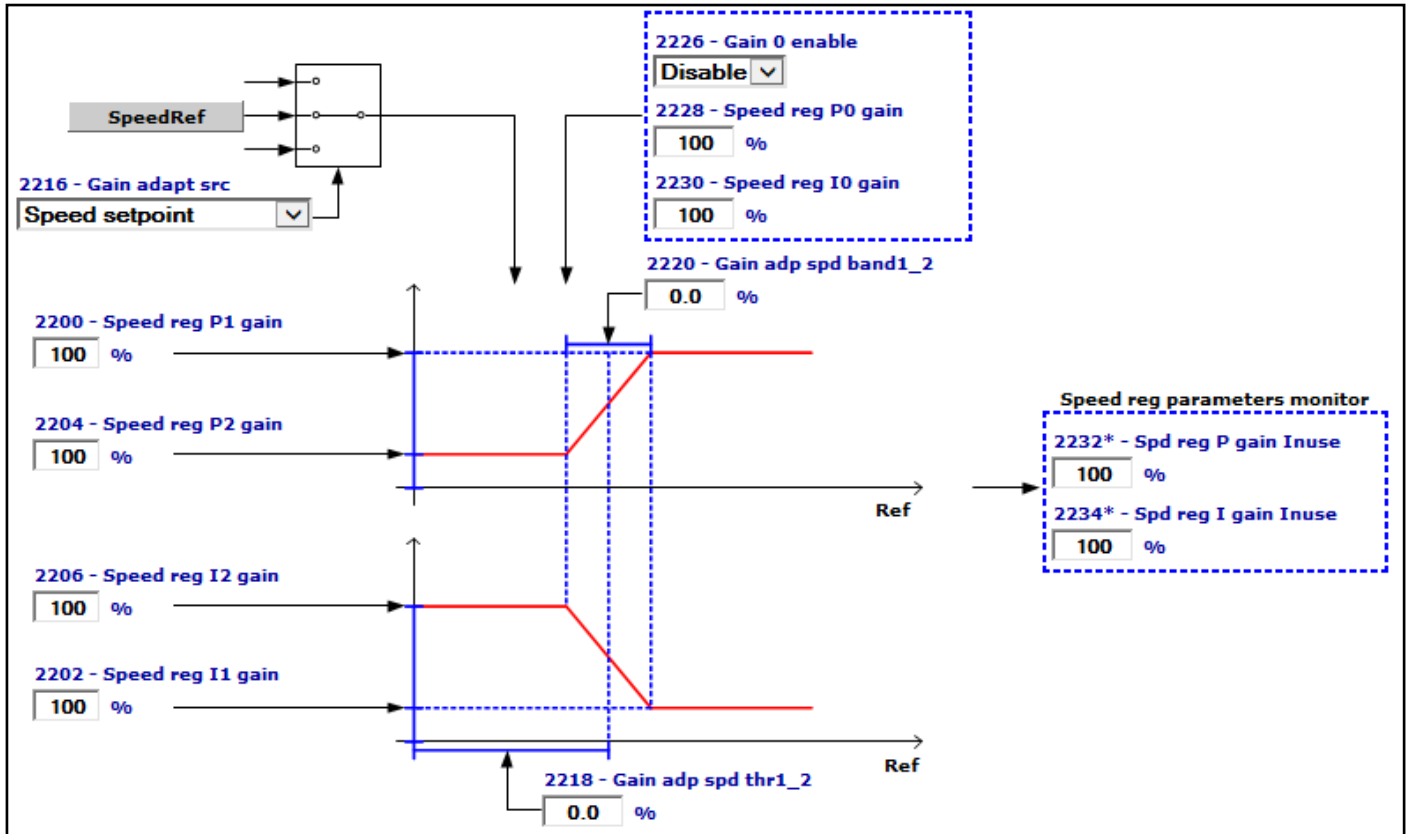 2226 - Gain 0 enable
Disable
2228 - Speed reg P0 gain
100 %
2230 - Speed reg I0 gain
100 %
SpeedRef
2216 - Gain adapt src
Speed setpoint
2220 - Gain adp spd band1_2
0.0 %
2200 - Speed reg P1 gain
100 %
2204 - Speed reg P2 gain
100 %
Ref
Speed reg parameters monitor
2232* - Spd reg P gain Inuse
100 %
2234* - Spd reg I gain Inuse
100 %
2206 - Speed reg I2 gain
100 %
2202 - Speed reg I1 gain
100 %
Ref
2218 - Gain adp spd thr1_2
0.0 %